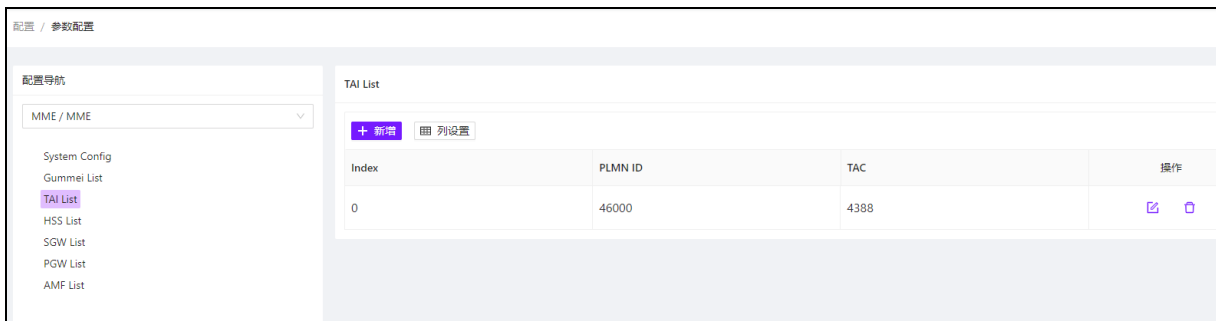 配置 / 参数配置
配置导航
MME / MME
System Config
Gummei List
TAI List
HSS List
SGW List
PGW List
AMF List
TAI List
新增 列设置
Index PLMN ID TAC 操作
0 46000 4388